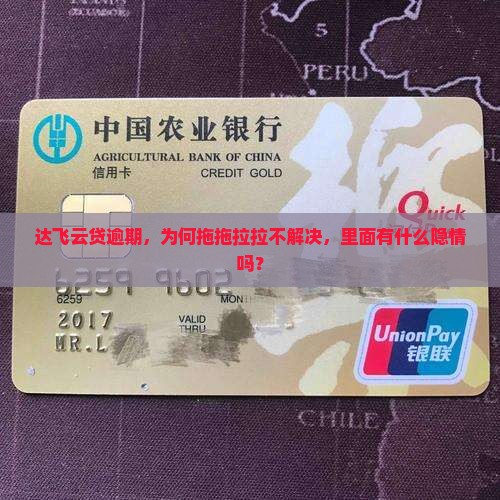 PERU
中国农业银行
AGRICULTURAL BANK OF CHINA
信用卡
CREDIT GOLD
Quick
达飞云贷逾期，为何拖拖拉拉不解决，里面有什么隐情
吗？
6259 9602
6259
MON
2017
VALID
THRU
MR.L
UnionPay
银联
CHILE